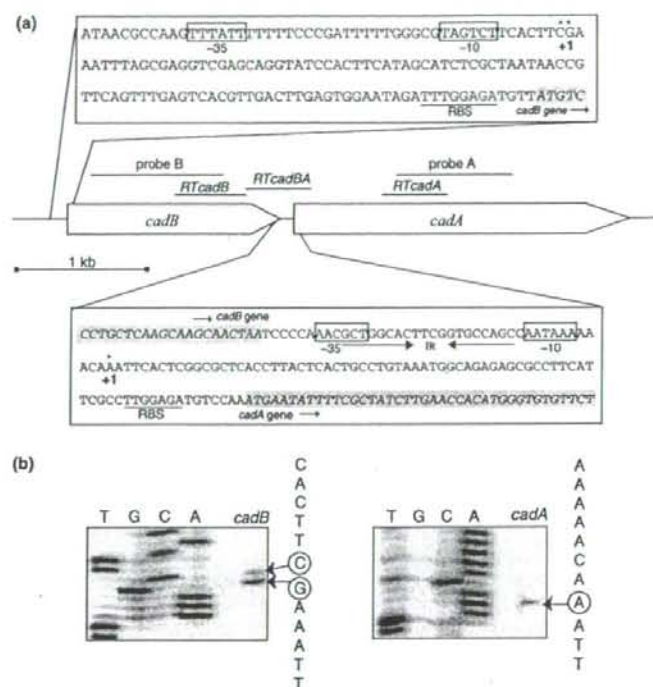 (a)
ATAACGCCAAGTTTATTTTTTTCCCGATTTTTGGGCGTAGTCTTCACTTCGA
−35
−10
+1
AATTTAGCGAGGTCGAGCAGGTATCCACTTCATAGCATCTCGCTAATAACCG
TTCAGTTTGAGTCACGTTGACTTGAGTGGAATAGATTTGGAGATGTTATGTC
RBS
cadB gene
probe B
probe A
RTcadB
RTcadBA
RTcadA
cadB
cadA
1 kb
cadB gene
CCTGCTCAAGCAAGCAACTAATCCCCAAACGCTGGCACTTCGGTGCCAGCCAATAAAAA
−35
IR
−10
ACAAATTCACTCGGCGCTCACCTTACTCACTGCCTGTAAATGGCAGAGAGCGCCTTCAT
+1
TCGCCTTGGAGATGTCCAAATGAATATTTTCGCTATCTTGAACCACATGGGTGTGTTCT
RBS
cadA gene
(b)
T G C A cadB
C
A
C
T
T
C
G
A
A
A
T
T
T G C A cadA
A
A
A
A
A
C
A
A
A
T
T